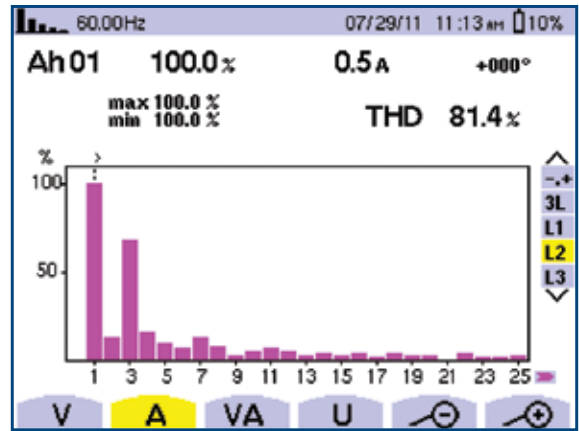 60.00Hz 07/29/11 11:13 AM 10%
Ah 01 100.0 % 0.5 A +000°
max 100.0 %
min 100.0 %
THD 81.4 %
%
100
50
-.+
3L
L1
L2
L3
1 3 5 7 9 11 13 15 17 19 21 23 25
V A VA U